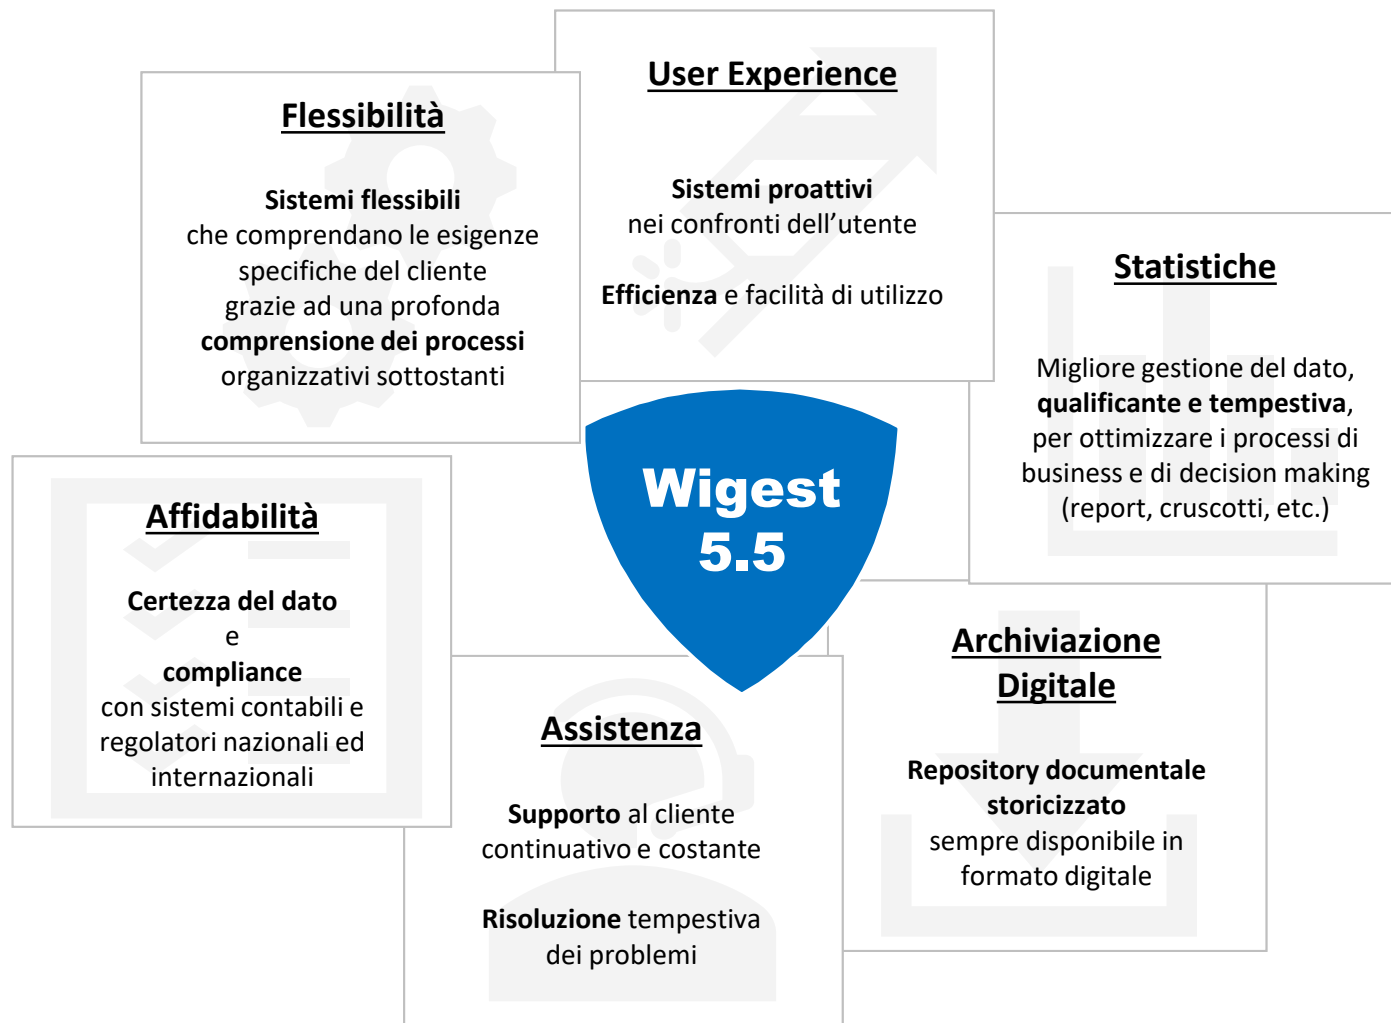 User Experience
Sistemi proattivi
nei confronti dell’utente
Efficienza e facilità di utilizzo
Flessibilità
Sistemi flessibili
che comprendano le esigenze
specifiche del cliente
grazie ad una profonda
comprensione dei processi
organizzativi sottostanti
Statistiche
Migliore gestione del dato,
qualificante e tempestiva,
per ottimizzare i processi di
business e di decision making
(report, cruscotti, etc.)
Wigest
5.5
Affidabilità
Certezza del dato
e
compliance
con sistemi contabili e
regolatori nazionali ed
internazionali
Archiviazione
Digitale
Repository documentale
storicizzato
sempre disponibile in
formato digitale
Assistenza
Supporto al cliente
continuativo e costante
Risoluzione tempestiva
dei problemi